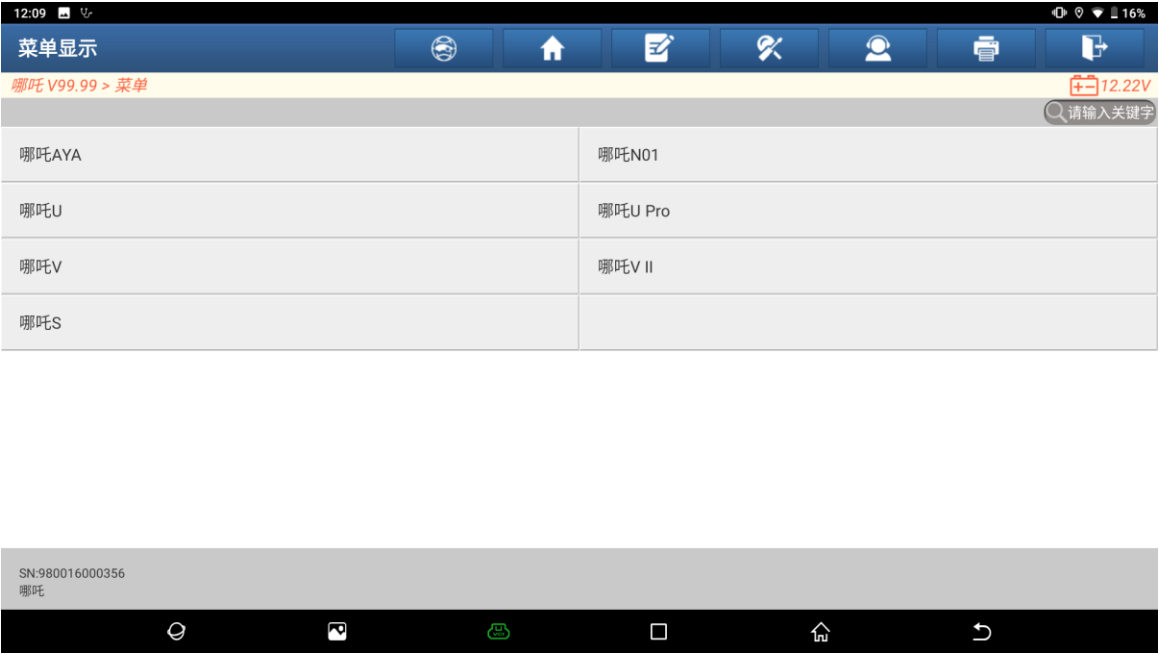 12:09
16%
菜单显示
哪吒 V99.99 > 菜单
12.22V
请输入关键字
哪吒AYA
哪吒N01
哪吒U
哪吒U Pro
哪吒V
哪吒V II
哪吒S
SN:980016000356
哪吒
VCI